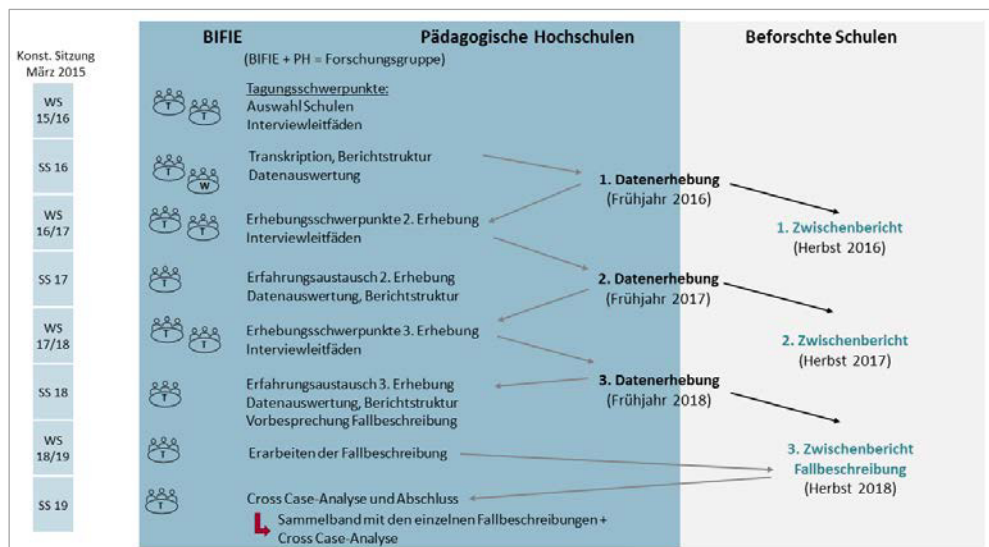 BIFIE
Pädagogische Hochschulen
Beforschte Schulen
(BIFIE + PH = Forschungsgruppe)
Konst. Sitzung
März 2015
WS
15/16
T
T
Tagungsschwerpunkte:
Auswahl Schulen
Interviewleitfäden
SS 16
T
W
Transkription, Berichtstruktur
Datenauswertung
1. Datenerhebung
(Frühjahr 2016)
WS
16/17
T
T
Erhebungsschwerpunkte 2. Erhebung
Interviewleitfäden
1. Zwischenbericht
(Herbst 2016)
SS 17
T
Erfahrungsaustausch 2. Erhebung
Datenauswertung, Berichtstruktur
2. Datenerhebung
(Frühjahr 2017)
WS
17/18
T
T
Erhebungsschwerpunkte 3. Erhebung
Interviewleitfäden
2. Zwischenbericht
(Herbst 2017)
SS 18
T
Erfahrungsaustausch 3. Erhebung
Datenauswertung, Berichtstruktur
Vorbesprechung Fallbeschreibung
3. Datenerhebung
(Frühjahr 2018)
WS
18/19
T
Erarbeiten der Fallbeschreibung
3. Zwischenbericht
Fallbeschreibung
(Herbst 2018)
SS 19
T
Cross Case-Analyse und Abschluss
Sammelband mit den einzelnen Fallbeschreibungen +
Cross Case-Analyse